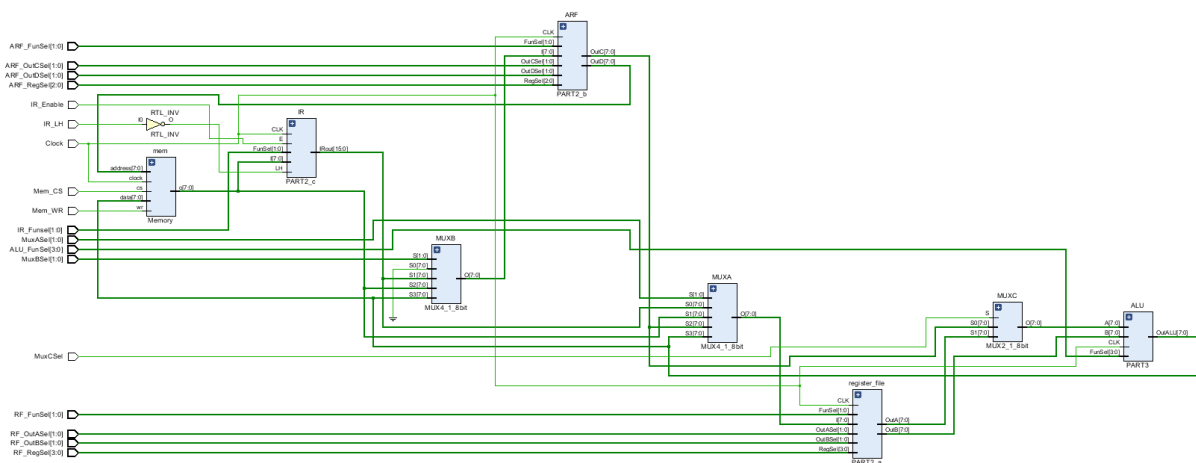 ARF
CLK
ARF_FunSel[1:0]
FunSel[1:0]
I[7:0]
OutC[7:0]
ARF_OutCSel[1:0]
OutCSel[1:0]
OutD[7:0]
ARF_OutDSel[1:0]
OutDSel[1:0]
ARF_RegSel[2:0]
RegSel[2:0]
PART2_b
IR_Enable
RTL_INV
IR
IR_LH
I0
O
RTL_INV
CLK
Clock
E
mem
FunSel[1:0]
IRout[15:0]
I[7:0]
address[7:0]
LH
clock
PART2_c
Mem_CS
cs
o[7:0]
data[7:0]
Mem_WR
wr
Memory
IR_Funsel[1:0]
MuxASel[1:0]
MUXB
ALU_FunSel[3:0]
MuxBSel[1:0]
S[1:0]
S0[7:0]
S1[7:0]
O[7:0]
S2[7:0]
S3[7:0]
MUX4_1_8bit
MUXA
S[1:0]
S0[7:0]
S1[7:0]
O[7:0]
S2[7:0]
S3[7:0]
MUX4_1_8bit
MUXC
S
S0[7:0]
O[7:0]
S1[7:0]
MUX2_1_8bit
ALU
A[7:0]
B[7:0]
OutALU[7:0]
CLK
FunSel[3:0]
PART3
MuxCSel
register_file
CLK
RF_FunSel[1:0]
FunSel[1:0]
I[7:0]
OutA[7:0]
RF_OutASel[1:0]
OutASel[1:0]
OutB[7:0]
RF_OutBSel[1:0]
OutBSel[1:0]
RF_RegSel[3:0]
RegSel[3:0]
PART2_a